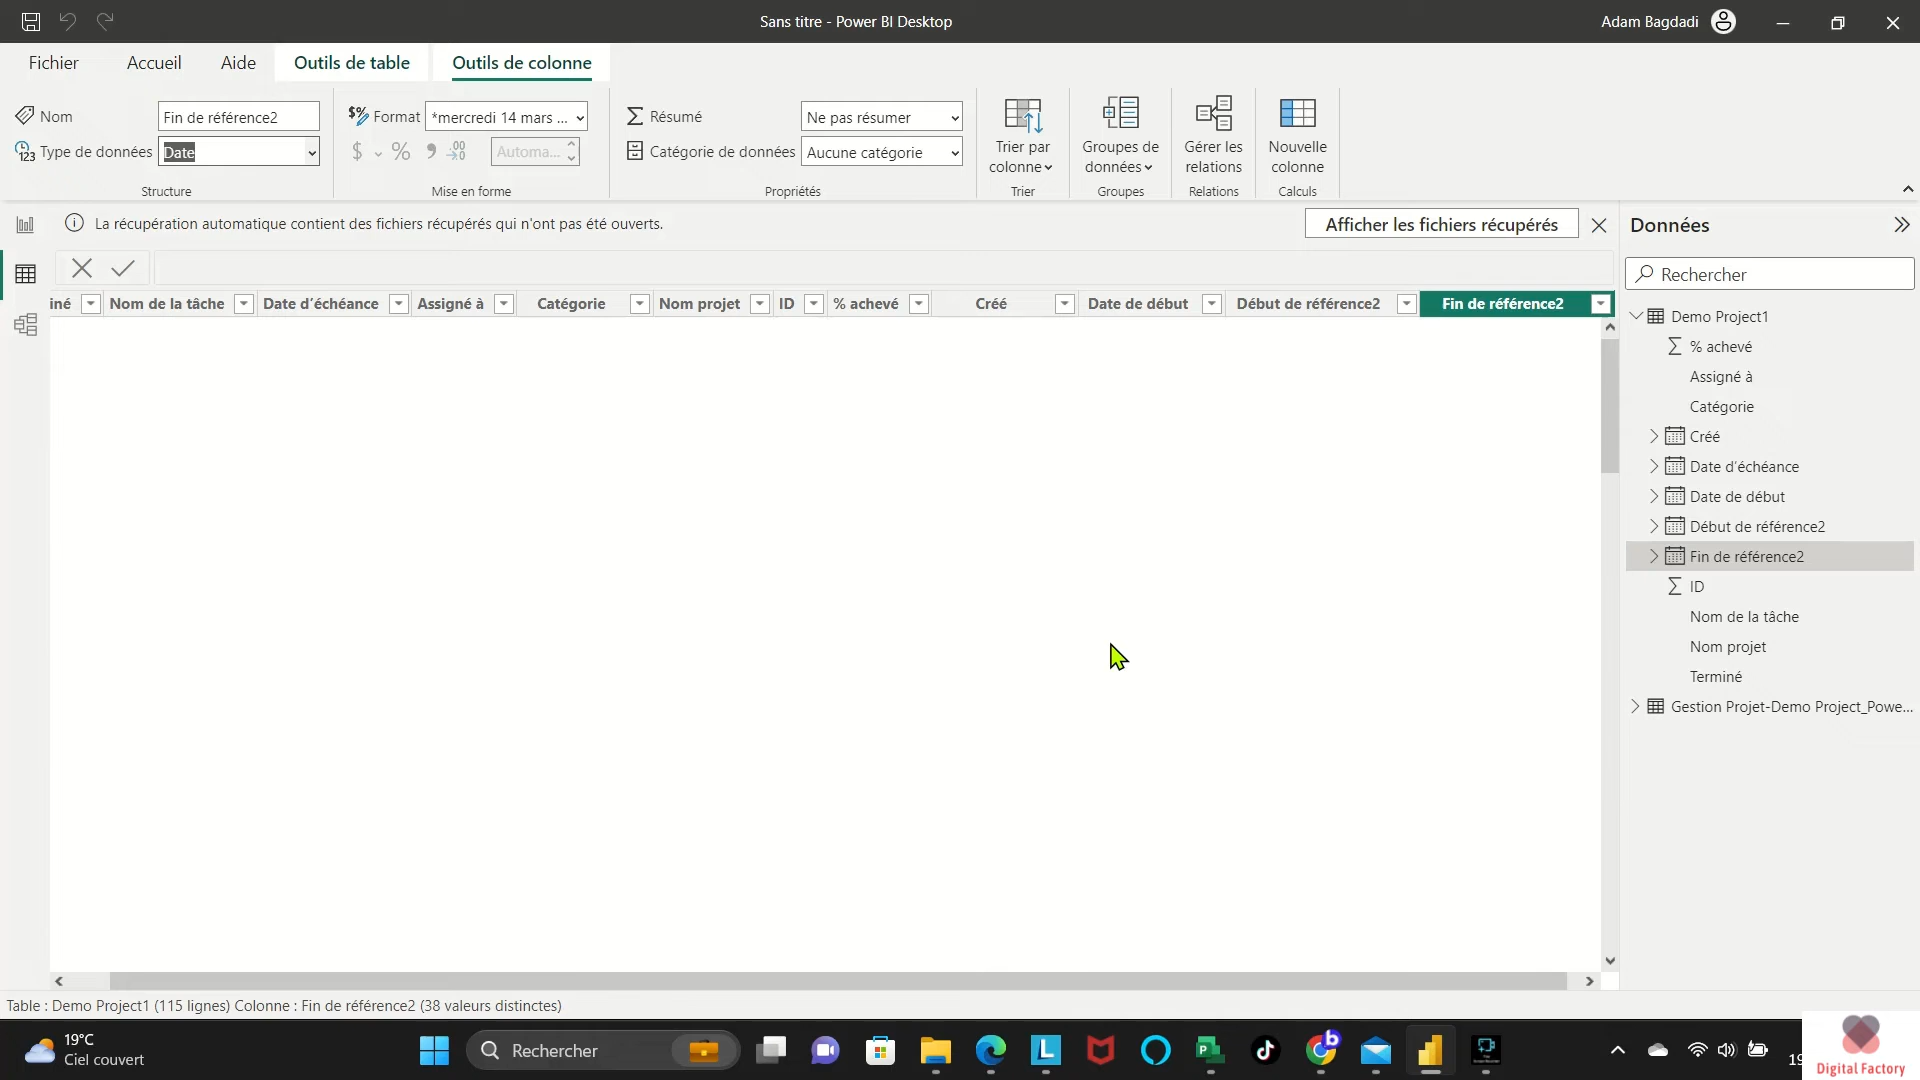 Sans titre - Power BI Desktop
Adam Bagdadi
Fichier
Accueil
Aide
Outils de table
Outils de colonne
Nom
Fin de référence2
Type de données
Date
Structure
Format
*mercredi 14 mars ...
$
%
Automa...
Mise en forme
Résumé
Ne pas résumer
Catégorie de données
Aucune catégorie
Propriétés
Trier par
colonne
Trier
Groupes de
données
Groupes
Gérer les
relations
Relations
Nouvelle
colonne
Calculs
La récupération automatique contient des fichiers récupérés qui n'ont pas été ouverts.
Afficher les fichiers récupérés
Données
Rechercher
iné
Nom de la tâche
Date d'échéance
Assigné à
Catégorie
Nom projet
ID
% achevé
Créé
Date de début
Début de référence2
Fin de référence2
Demo Project1
% achevé
Assigné à
Catégorie
Créé
Date d'échéance
Date de début
Début de référence2
Fin de référence2
ID
Nom de la tâche
Nom projet
Terminé
Gestion Projet-Demo Project_Powe...
Table : Demo Project1 (115 lignes) Colonne : Fin de référence2 (38 valeurs distinctes)
19°C
Ciel couvert
Rechercher
Digital Factory